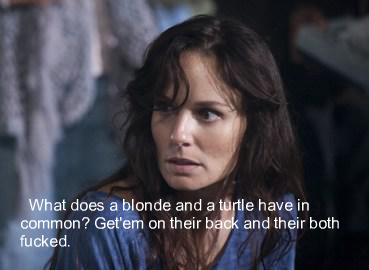 What does a blonde and a turtle have in
common? Get'em on their back and their both
fucked.